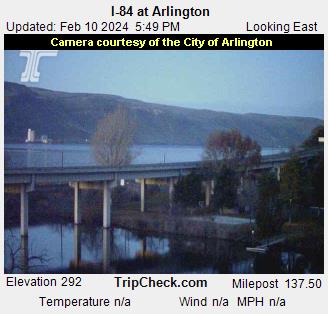 I-84 at Arlington
Updated: Feb 10 2024 5:49 PM Looking East
Camera courtesy of the City of Arlington
Elevation 292 TripCheck.com Milepost 137.50
Temperature n/a Wind n/a MPH n/a